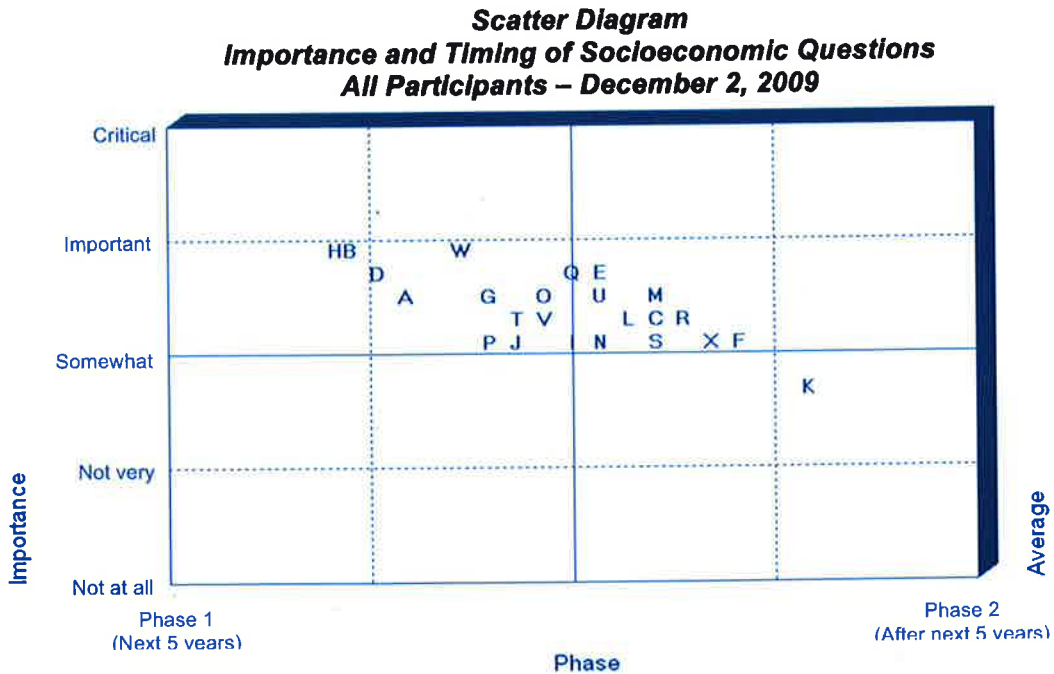 Scatter Diagram
Importance and Timing of Socioeconomic Questions
All Participants – December 2, 2009
Critical
Important
HB W
D Q E
A G O U M
T V L C R
P J I N S X F
Somewhat
K
Not very
Not at all
Importance
Average
Phase 1
(Next 5 years)
Phase 2
(After next 5 years)
Phase